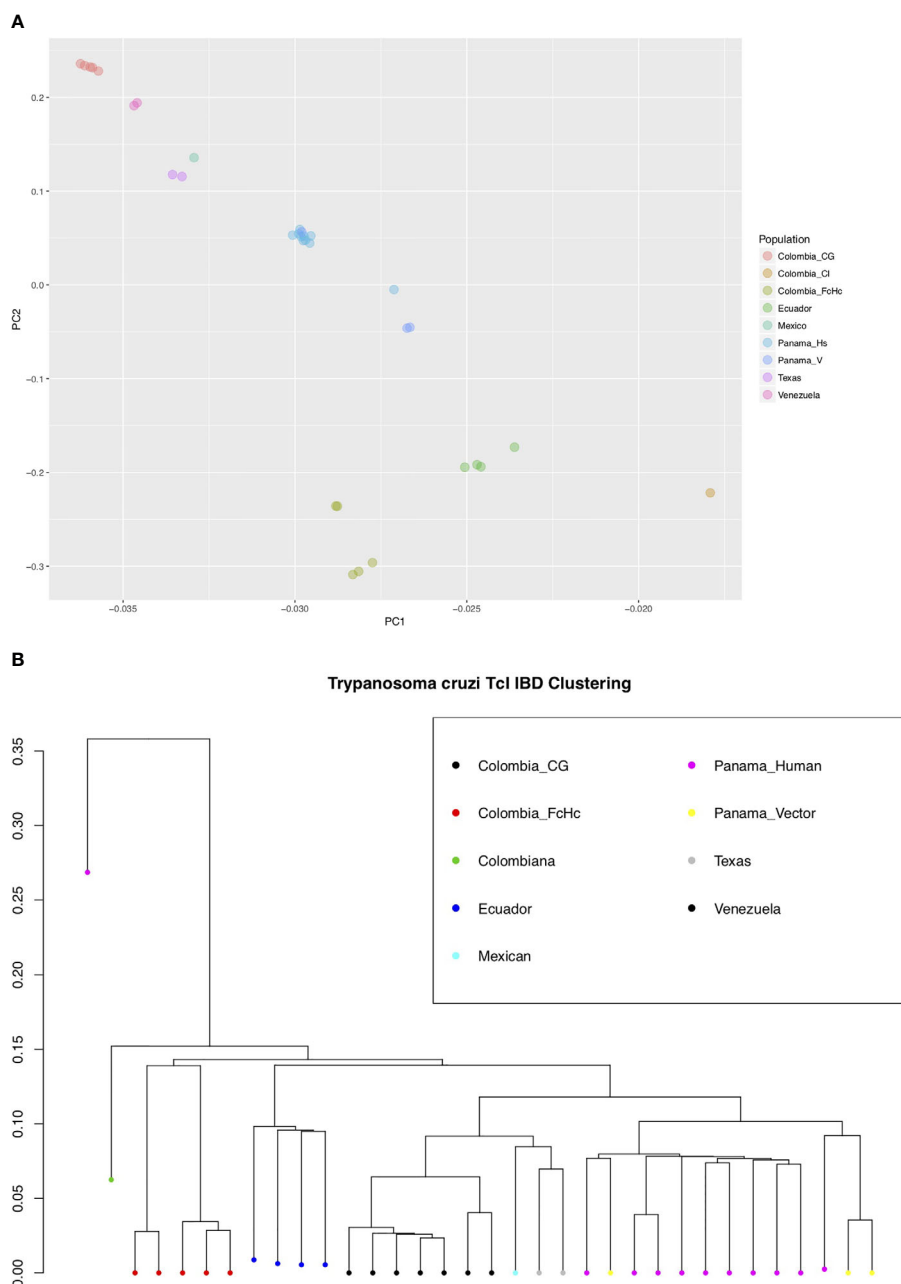 A
0.2
0.1
0.0
−0.1
−0.2
−0.3
PC2
−0.035
−0.030
−0.025
−0.020
PC1
Population
Colombia_CG
Colombia_CI
Colombia_FcHc
Ecuador
Mexico
Panama_Hs
Panama_V
Texas
Venezuela
B
Trypanosoma cruzi TcI IBD Clustering
0.35
0.30
0.25
0.20
0.15
0.10
0.05
0.00
Colombia_CG
Colombia_FcHc
Colombiana
Ecuador
Mexican
Panama_Human
Panama_Vector
Texas
Venezuela